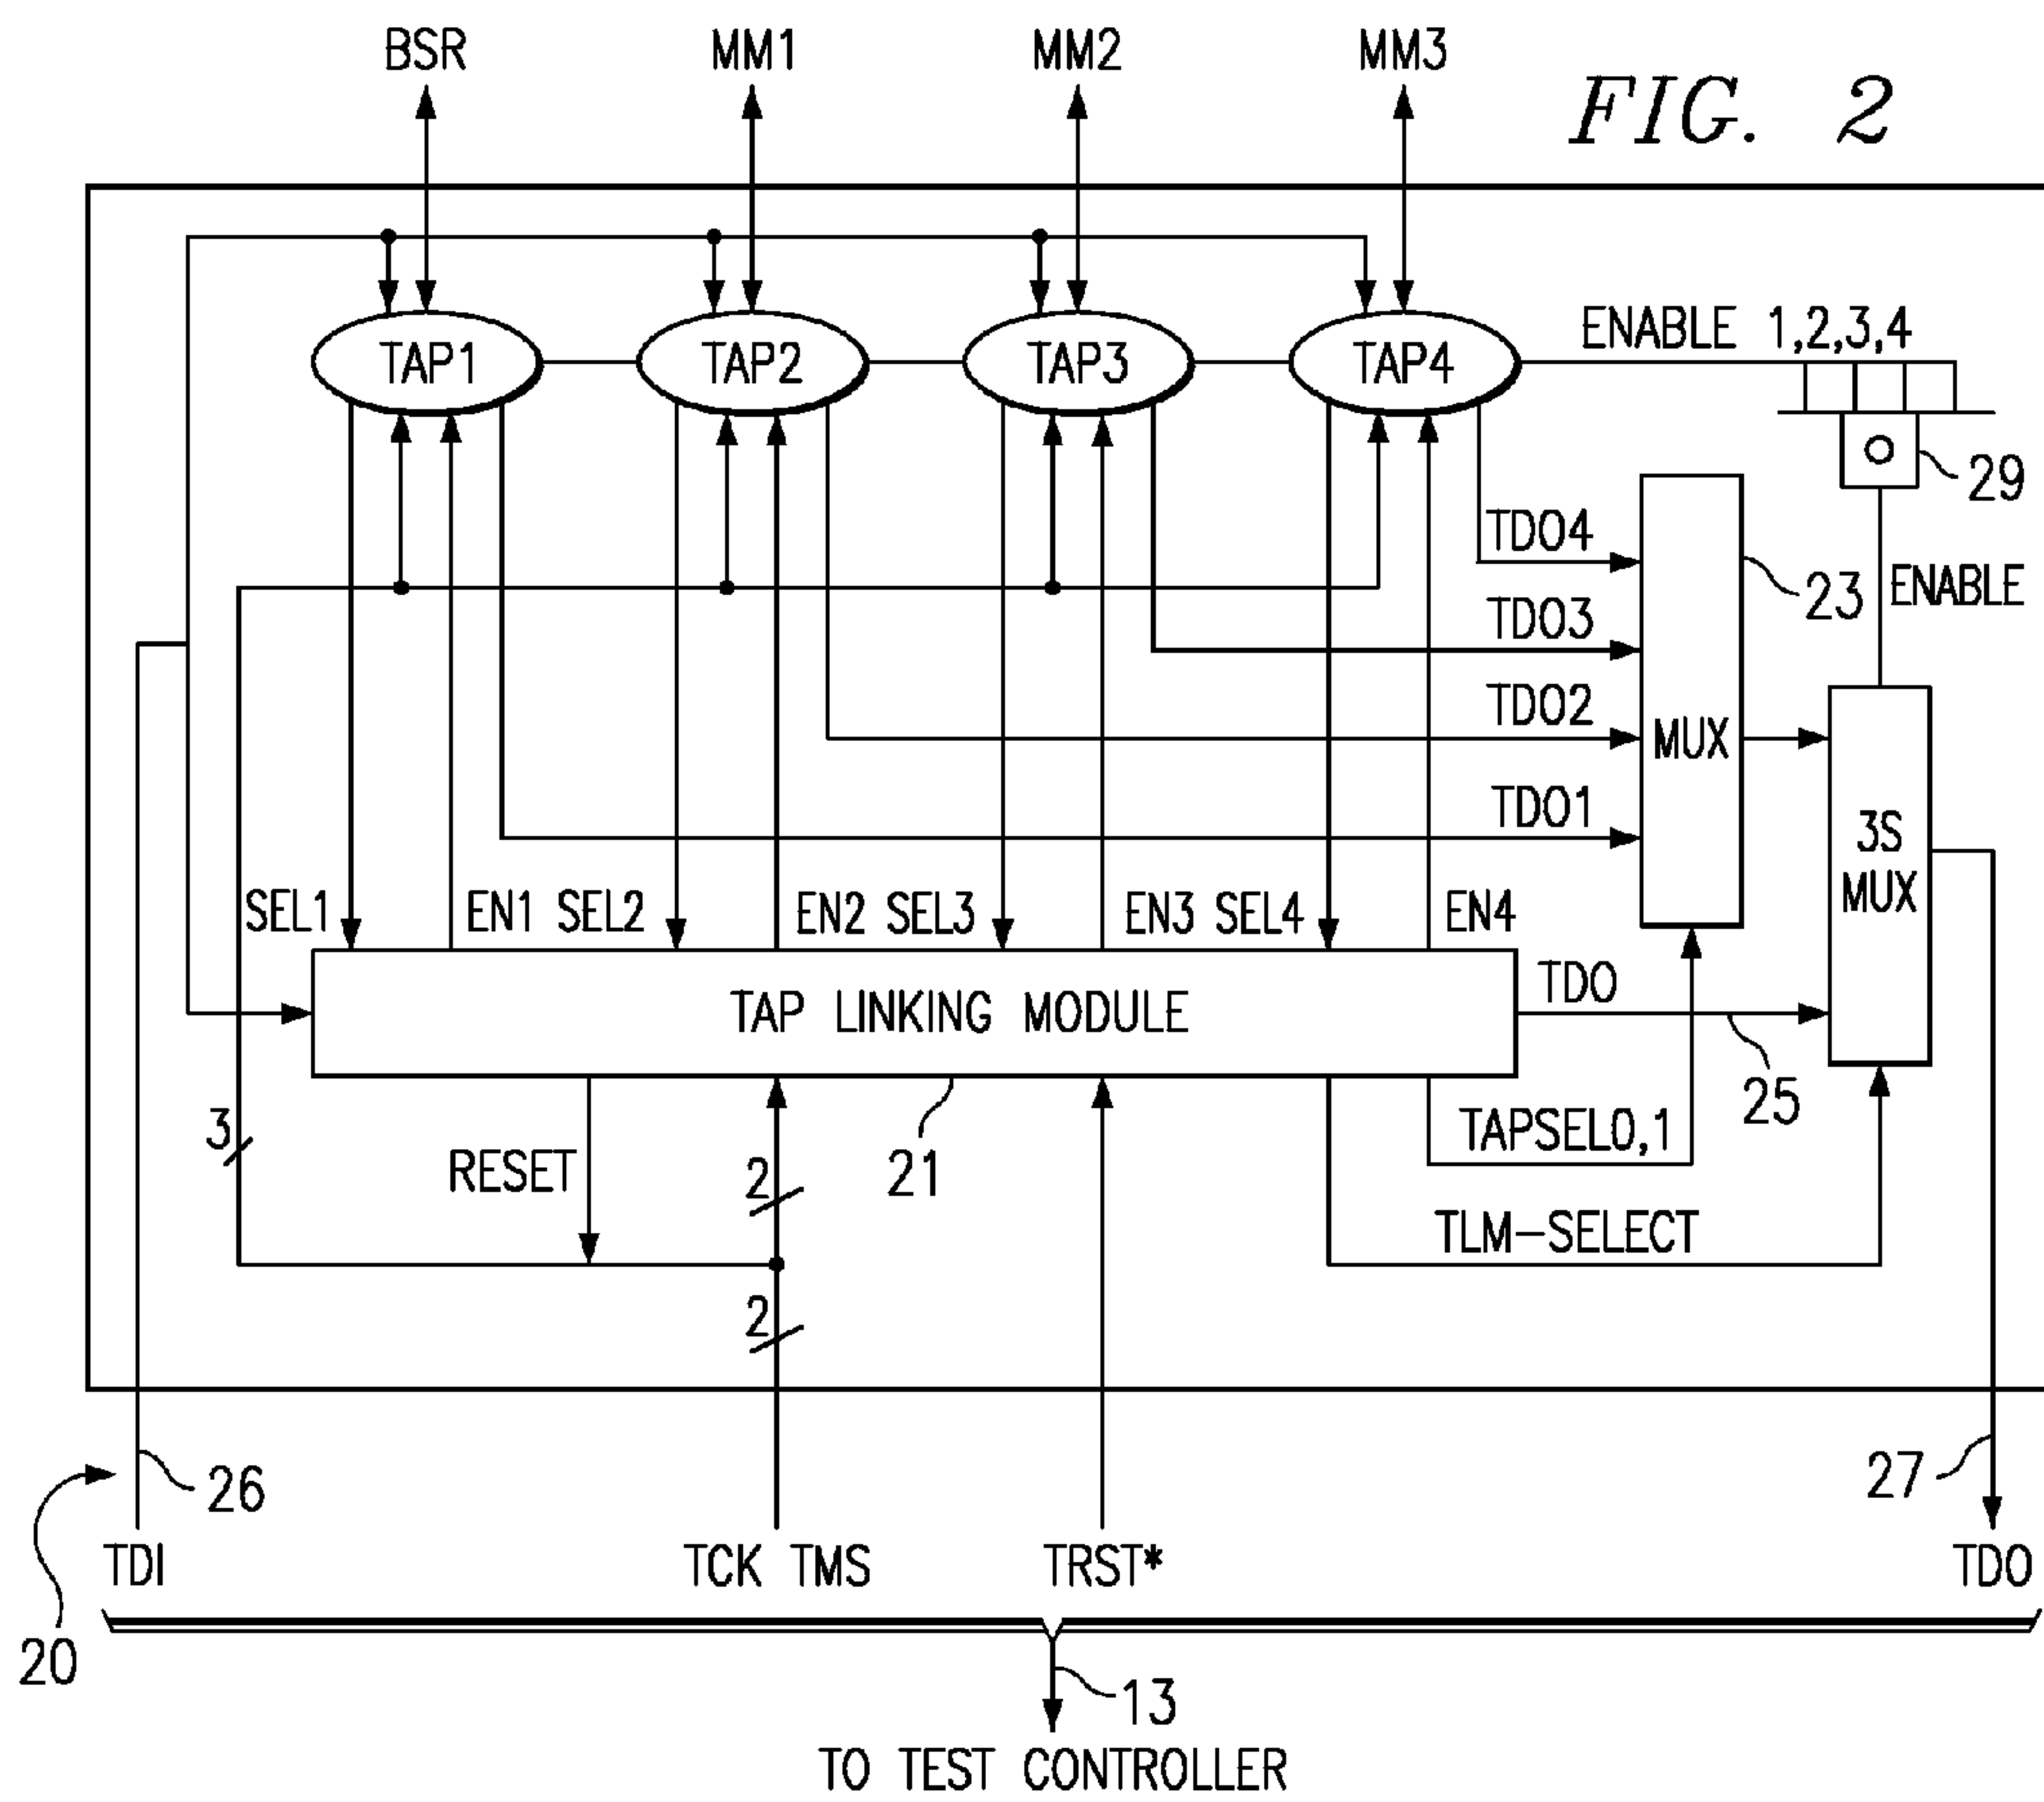 BSR MM1 MM2 MM3
FIG. 2
TAP1 TAP2 TAP3 TAP4
ENABLE 1,2,3,4
29
TDO4
23 ENABLE
TDO3
TDO2
MUX
TDO1
3S
MUX
SEL1 EN1 SEL2 EN2 SEL3 EN3 SEL4 EN4
TAP LINKING MODULE
TDO
25
3
RESET
2
21
TAPSEL0,1
TLM-SELECT
2
26
27
TDI TCK TMS TRST* TDO
20
13
TO TEST CONTROLLER